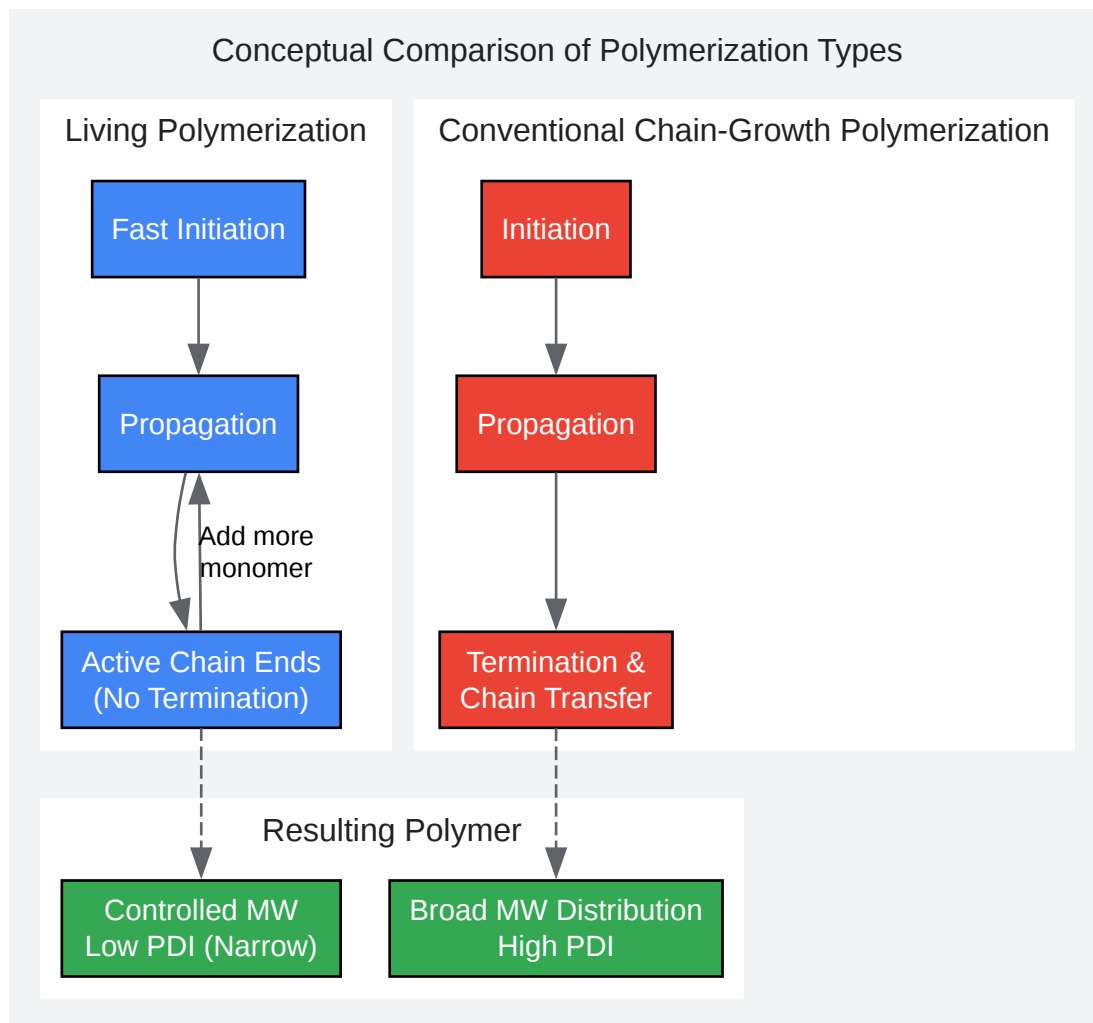 Conceptual Comparison of Polymerization Types
Living Polymerization
Fast Initiation
Propagation
Add more
monomer
Active Chain Ends
(No Termination)
Conventional Chain-Growth Polymerization
Initiation
Propagation
Termination &
Chain Transfer
Resulting Polymer
Controlled MW
Low PDI (Narrow)
Broad MW Distribution
High PDI